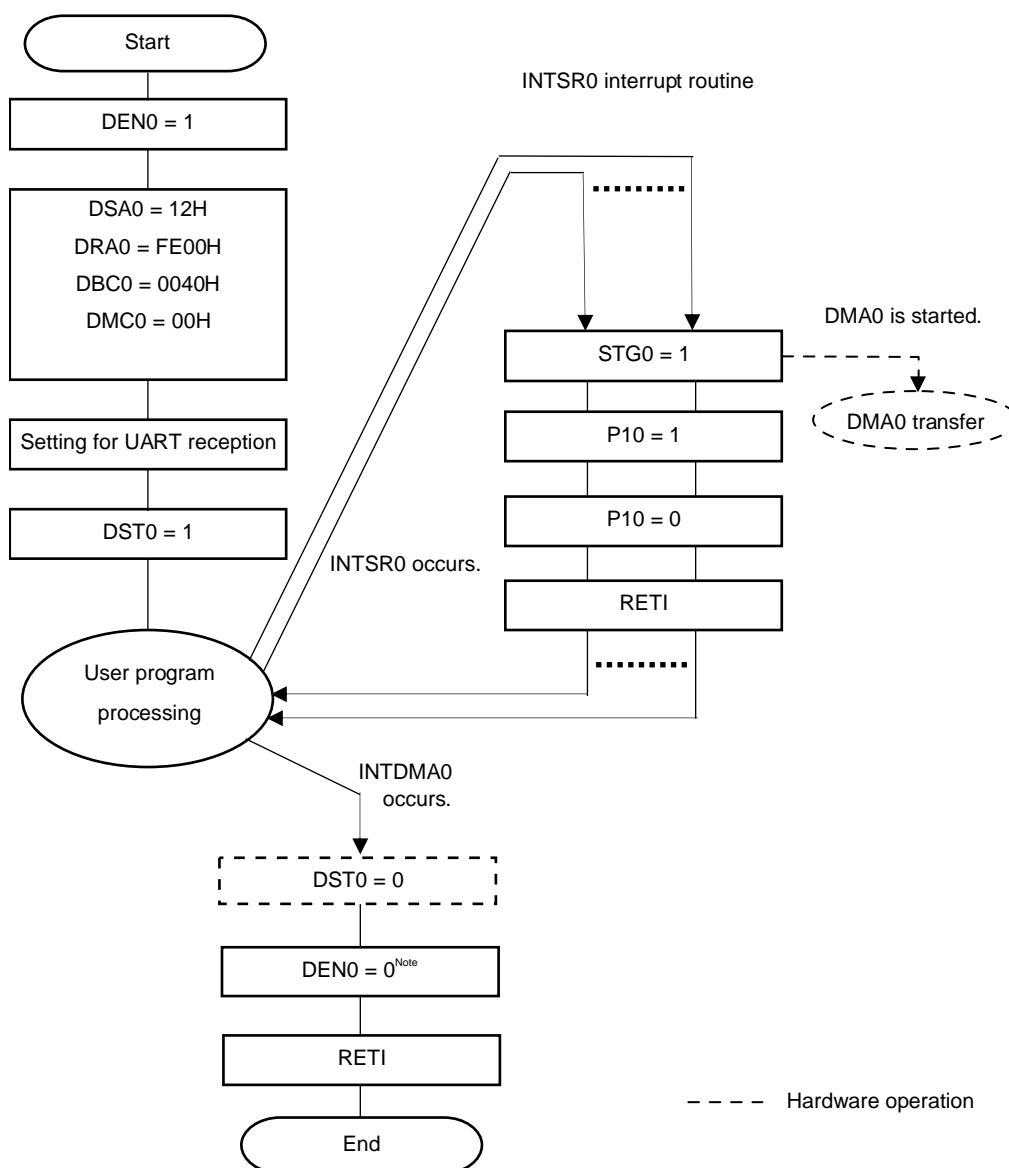 Start
DEN0 = 1
DSA0 = 12H
DRA0 = FE00H
DBC0 = 0040H
DMC0 = 00H
Setting for UART reception
DST0 = 1
User program
processing
INTSR0 interrupt routine
STG0 = 1
DMA0 is started.
DMA0 transfer
P10 = 1
P10 = 0
INTSR0 occurs.
RETI
INTDMA0
occurs.
DST0 = 0
DEN0 = 0Note
RETI
End
Hardware operation